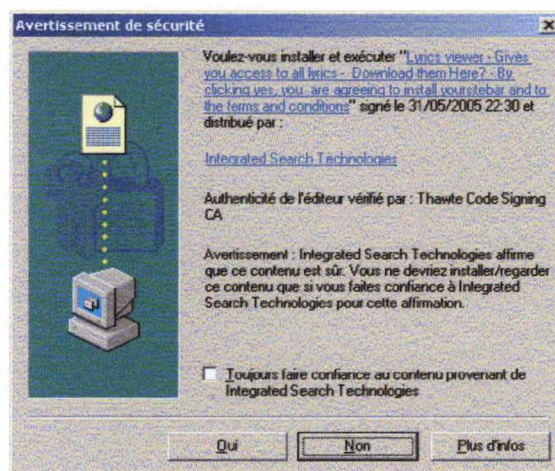 Avertissement de sécurité
Voulez-vous installer et exécuter "Lyrics viewer - Gives
you access to all lyrics - Download them Here? - By
clicking yes, you are agreeing to install yoursitebar and to
the terms and conditions" signé le 31/05/2005 22:30 et
distribué par :
Integrated Search Technologies
Authenticité de l'éditeur vérifié par : Thawte Code Signing
CA
Avertissement : Integrated Search Technologies affirme
que ce contenu est sûr. Vous ne devriez installer/regarder
ce contenu que si vous faites confiance à Integrated
Search Technologies pour cette affirmation.
Toujours faire confiance au contenu provenant de
Integrated Search Technologies
Oui
Non
Plus d'infos